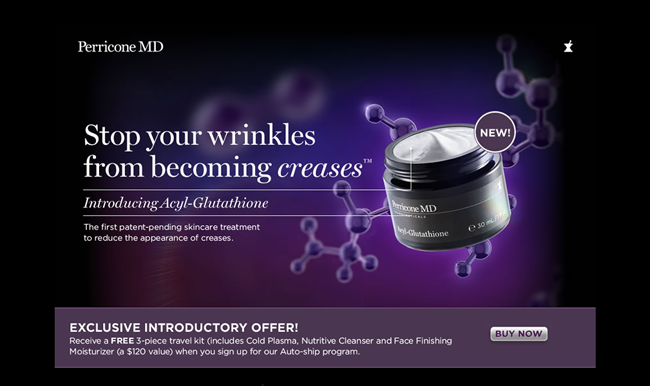 Perricone MD
Stop your wrinkles
from becoming creases™
NEW!
Introducing Acyl-Glutathione
The first patent-pending skincare treatment
to reduce the appearance of creases.
Perricone MD
Acyl-Glutathione
℮ 30 mL
EXCLUSIVE INTRODUCTORY OFFER!
Receive a FREE 3-piece travel kit (includes Cold Plasma, Nutritive Cleanser and Face Finishing
Moisturizer (a $120 value) when you sign up for our Auto-ship program.
BUY NOW